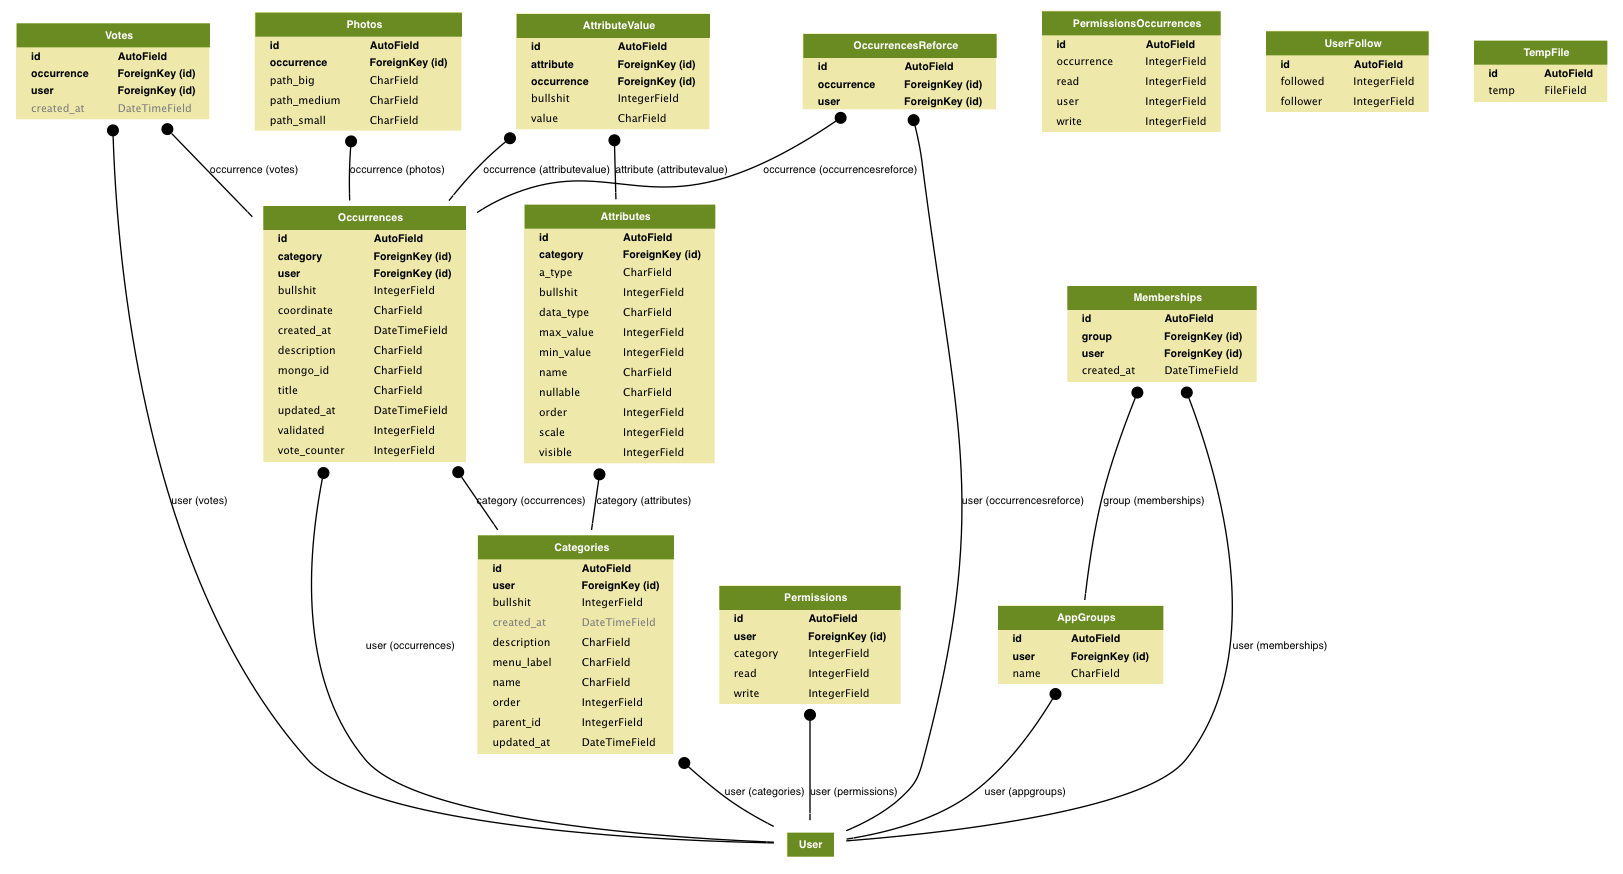 Votes
id AutoField
occurrence ForeignKey (id)
user ForeignKey (id)
created_at DateTimeField
Photos
id AutoField
occurrence ForeignKey (id)
path_big CharField
path_medium CharField
path_small CharField
AttributeValue
id AutoField
attribute ForeignKey (id)
occurrence ForeignKey (id)
bullshit IntegerField
value CharField
OccurrencesReforce
id AutoField
occurrence ForeignKey (id)
user ForeignKey (id)
PermissionsOccurrences
id AutoField
occurrence IntegerField
read IntegerField
user IntegerField
write IntegerField
UserFollow
id AutoField
followed IntegerField
follower IntegerField
TempFile
id AutoField
temp FileField
occurrence (votes)
occurrence (photos)
occurrence (attributevalue)
attribute (attributevalue)
occurrence (occurrencesreforce)
Occurrences
id AutoField
category ForeignKey (id)
user ForeignKey (id)
bullshit IntegerField
coordinate CharField
created_at DateTimeField
description CharField
mongo_id CharField
title CharField
updated_at DateTimeField
validated IntegerField
vote_counter IntegerField
Attributes
id AutoField
category ForeignKey (id)
a_type CharField
bullshit IntegerField
data_type CharField
max_value IntegerField
min_value IntegerField
name CharField
nullable CharField
order IntegerField
scale IntegerField
visible IntegerField
Memberships
id AutoField
group ForeignKey (id)
user ForeignKey (id)
created_at DateTimeField
user (votes)
category (occurrences)
category (attributes)
user (occurrencesreforce)
group (memberships)
Categories
id AutoField
user ForeignKey (id)
bullshit IntegerField
created_at DateTimeField
description CharField
menu_label CharField
name CharField
order IntegerField
parent_id IntegerField
updated_at DateTimeField
Permissions
id AutoField
user ForeignKey (id)
category IntegerField
read IntegerField
write IntegerField
AppGroups
id AutoField
user ForeignKey (id)
name CharField
user (occurrences)
user (memberships)
user (categories)
user (permissions)
user (appgroups)
User